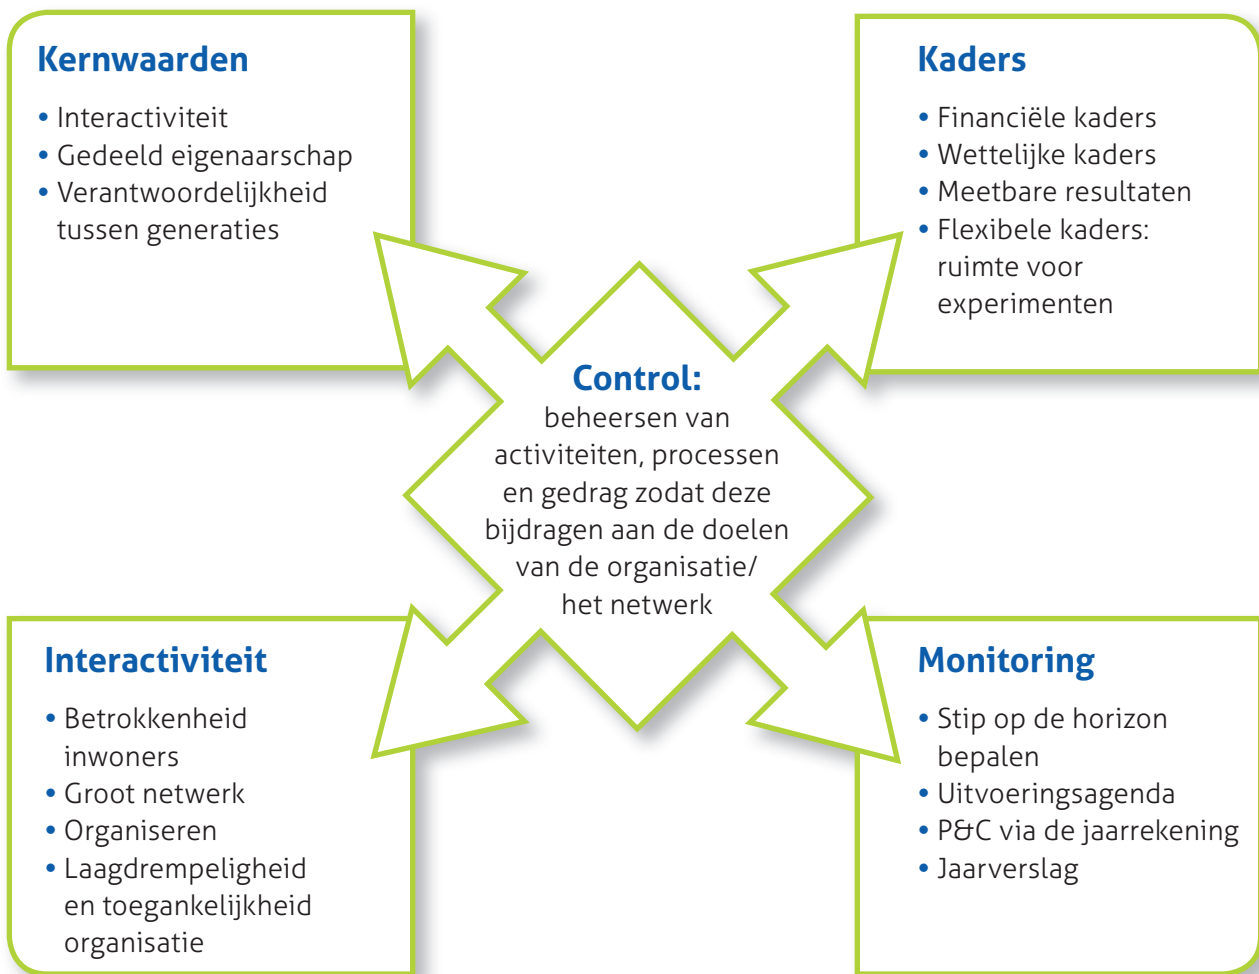 Kernwaarden
• Interactiviteit
• Gedeeld eigenaarschap
• Verantwoordelijkheid
tussen generaties
Kaders
• Financiële kaders
• Wettelijke kaders
• Meetbare resultaten
• Flexibele kaders:
ruimte voor
experimenten
Control:
beheersen van
activiteiten, processen
en gedrag zodat deze
bijdragen aan de doelen
van de organisatie/
het netwerk
Interactiviteit
• Betrokkenheid
inwoners
• Groot netwerk
• Organiseren
• Laagdrempeligheid
en toegankelijkheid
organisatie
Monitoring
• Stip op de horizon
bepalen
• Uitvoeringsagenda
• P&C via de jaarrekening
• Jaarverslag